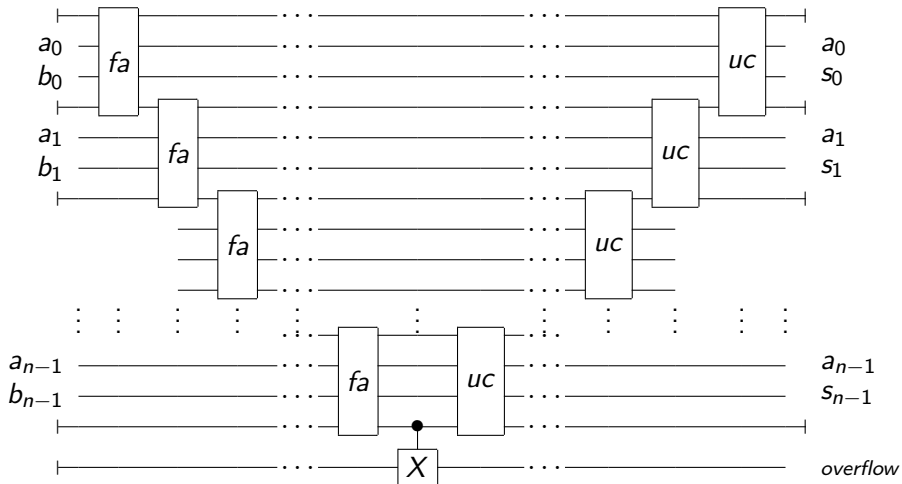 a₀ fa · · · · · · uc a₀
b₀ s₀
a₁ fa · · · · · · uc a₁
b₁ s₁
fa · · · · · · uc
⋮ ⋮ ⋮ ⋮ ⋮ ⋮ ⋮ ⋮ ⋮ ⋮
aₙ₋₁ · · · fa uc · · · aₙ₋₁
bₙ₋₁ sₙ₋₁
X overflow